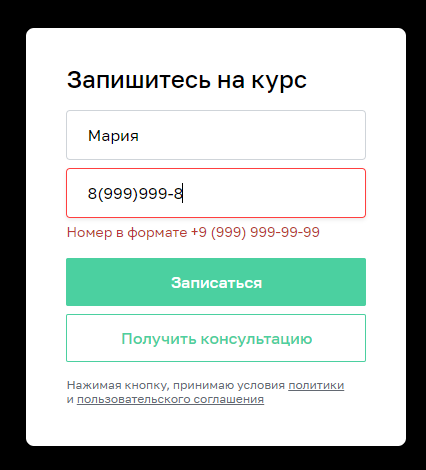 Запишитесь на курс
Мария
8(999)999-8
Номер в формате +9 (999) 999-99-99
Записаться
Получить консультацию
Нажимая кнопку, принимаю условия политики
и пользовательского соглашения